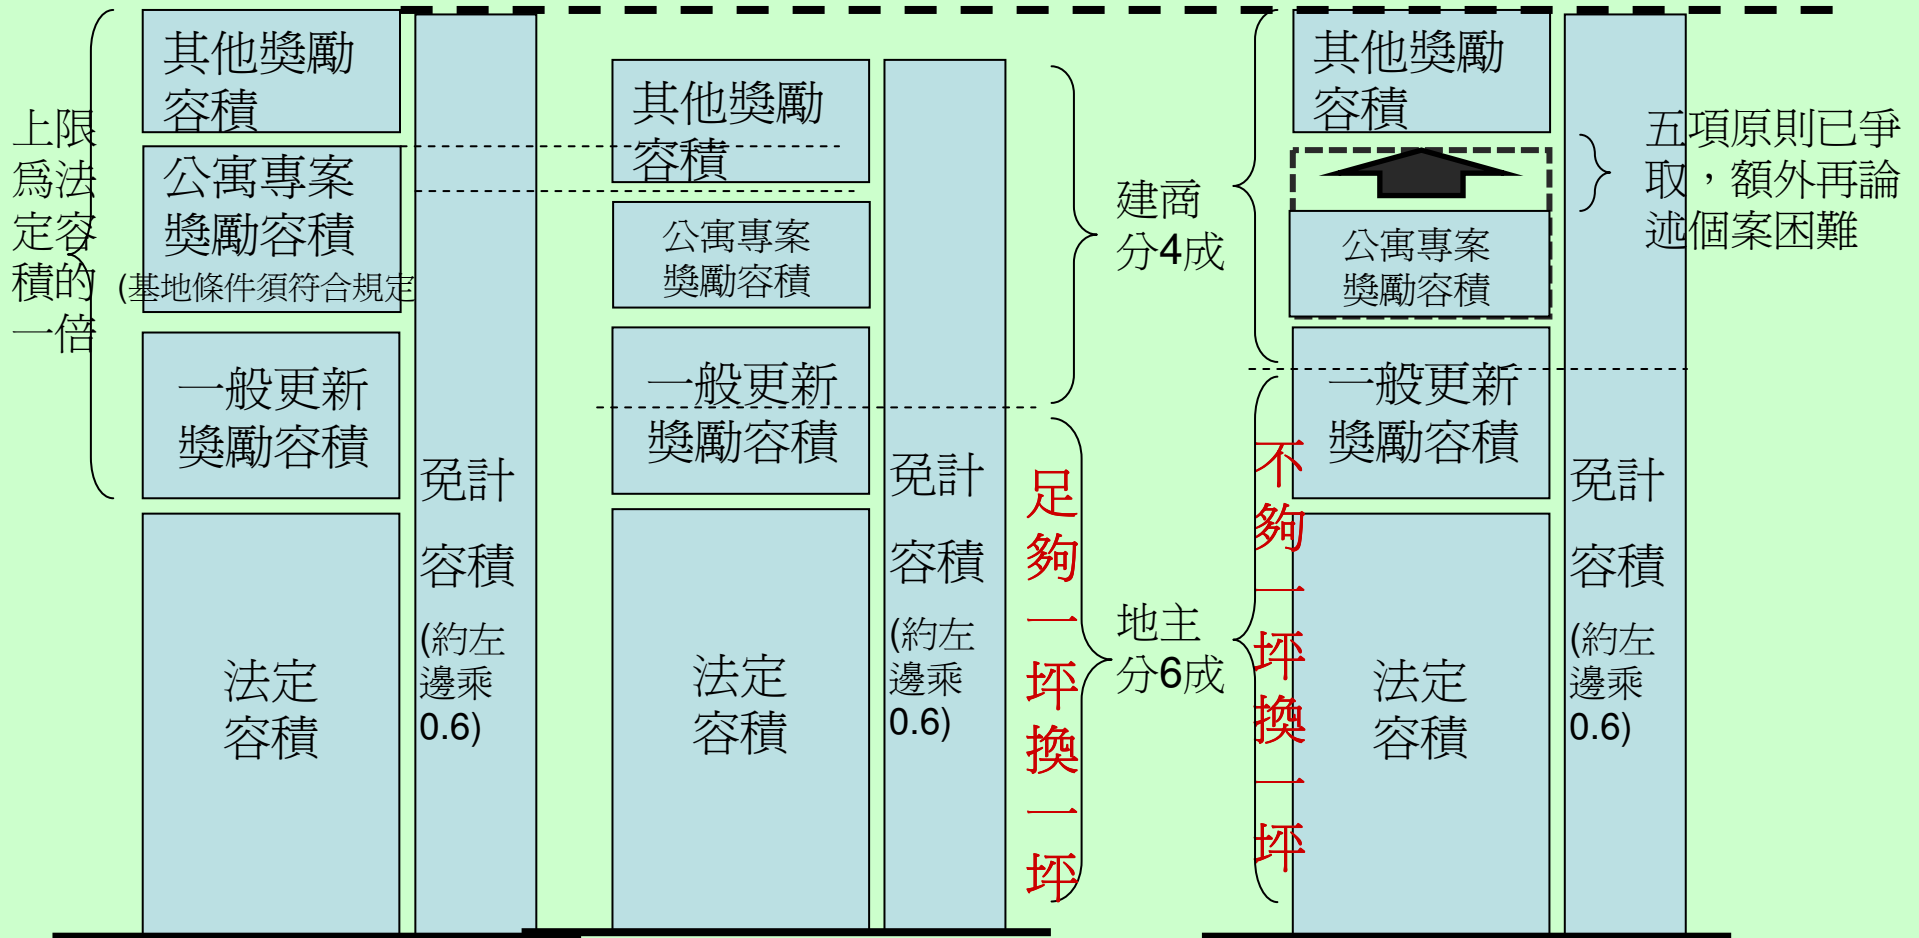 上限
為法
定容
積的
一倍
其他獎勵
容積
公寓專案
獎勵容積
(基地條件須符合規定
一般更新
獎勵容積
法定
容積
免計
容積
(約左
邊乘
0.6)
其他獎勵
容積
公寓專案
獎勵容積
一般更新
獎勵容積
法定
容積
免計
容積
(約左
邊乘
0.6)
足夠一坪換一坪
建商
分4成
地主
分6成
不夠一坪換一坪
其他獎勵
容積
公寓專案
獎勵容積
一般更新
獎勵容積
法定
容積
免計
容積
(約左
邊乘
0.6)
五項原則已爭
取，額外再論
述個案困難